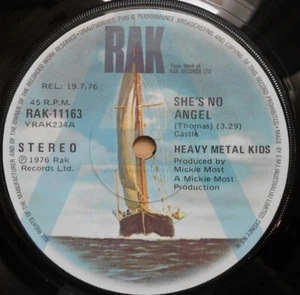 RAK
Trade Mark of
RAK RECORDS LTD
REL: 19.7.76
45 R.P.M.
RAK-11163
YRAK234A
SHE'S NO
ANGEL
(Thomas) (3.29)
Castle
STEREO
HEAVY METAL KIDS
℗ 1976 Rak
Records Ltd.
Produced by
Mickie Most
A Mickie Most
Production